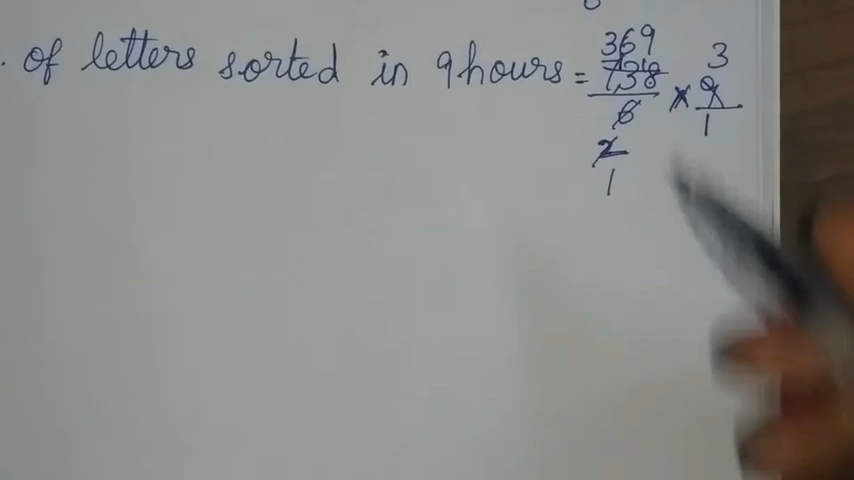 . of letters sorted in 9 hours = 369
738
6 × 9 3
2 1
1